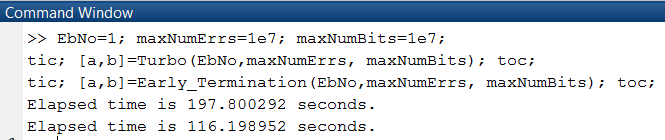 Command Window
>> EbNo=1; maxNumErrs=1e7; maxNumBits=1e7;
tic; [a,b]=Turbo(EbNo,maxNumErrs, maxNumBits); toc;
tic; [a,b]=Early_Termination(EbNo,maxNumErrs, maxNumBits); toc;
Elapsed time is 197.800292 seconds.
Elapsed time is 116.198952 seconds.